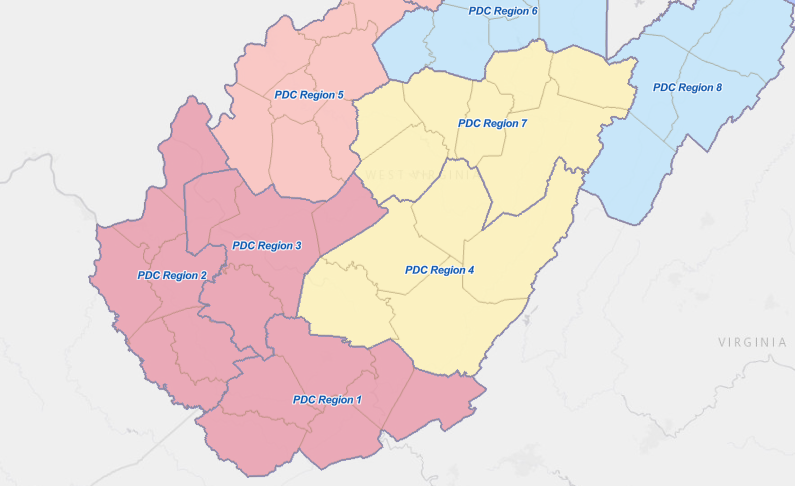 PDC Region 6
PDC Region 8
PDC Region 5
PDC Region 7
WEST VIRGINIA
PDC Region 3
PDC Region 4
PDC Region 2
VIRGINIA
PDC Region 1